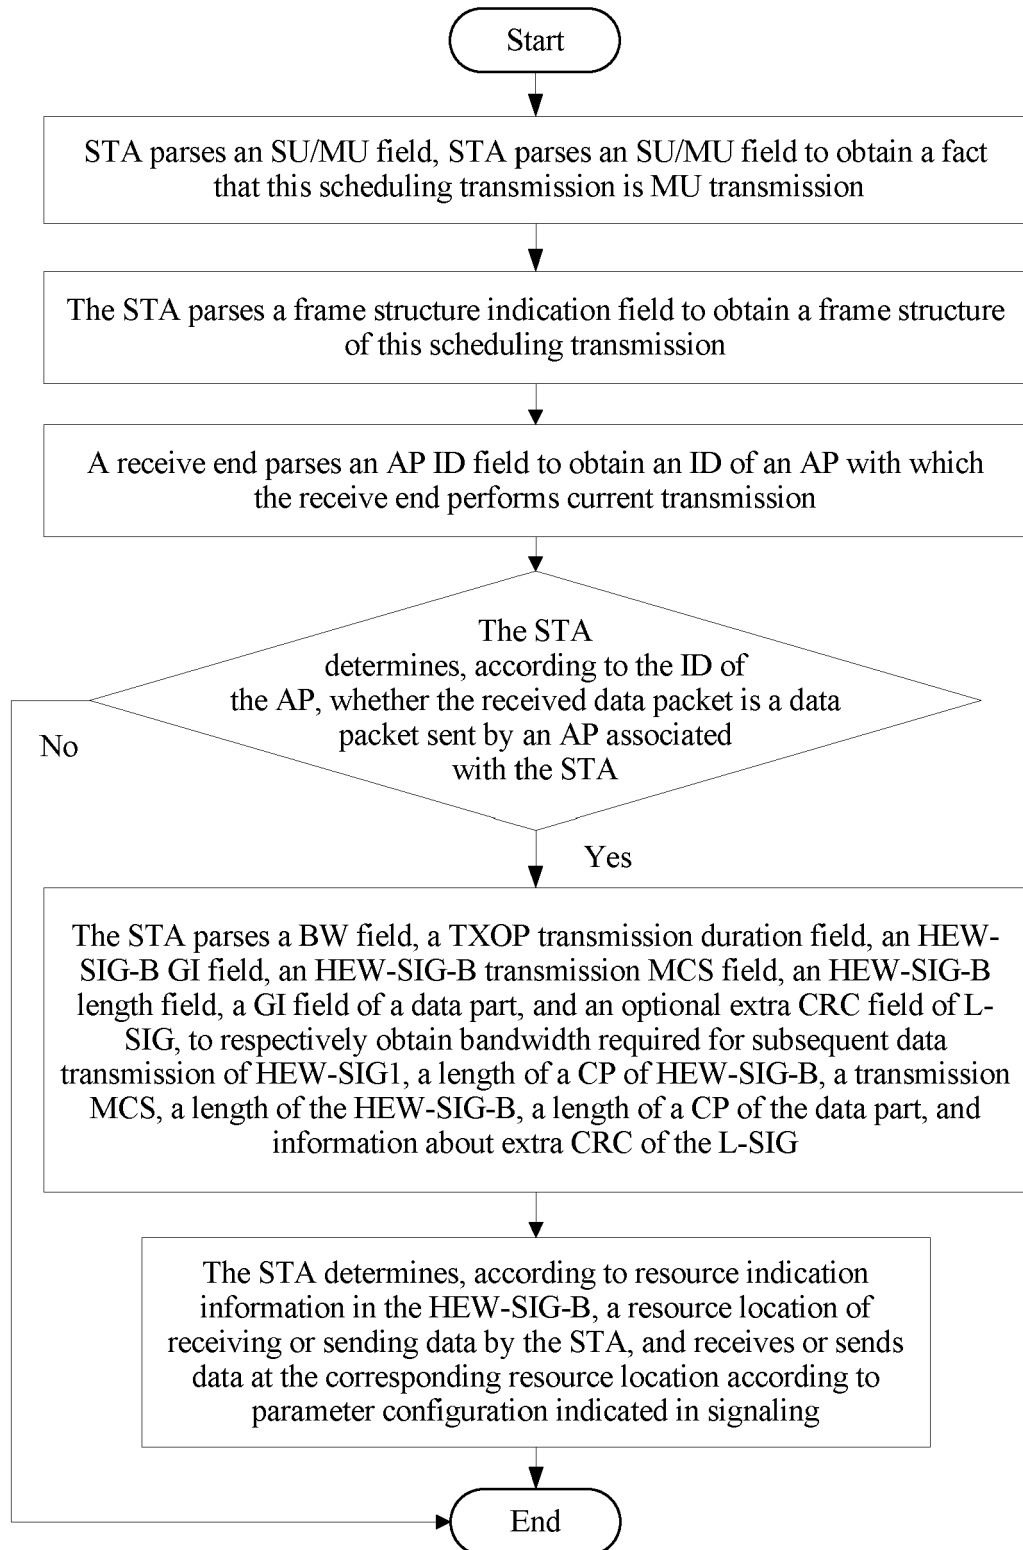 Start
STA parses an SU/MU field, STA parses an SU/MU field to obtain a fact
that this scheduling transmission is MU transmission
The STA parses a frame structure indication field to obtain a frame structure
of this scheduling transmission
A receive end parses an AP ID field to obtain an ID of an AP with which
the receive end performs current transmission
The STA
determines, according to the ID of
the AP, whether the received data packet is a data
packet sent by an AP associated
with the STA
No
Yes
The STA parses a BW field, a TXOP transmission duration field, an HEW-
SIG-B GI field, an HEW-SIG-B transmission MCS field, an HEW-SIG-B
length field, a GI field of a data part, and an optional extra CRC field of L-
SIG, to respectively obtain bandwidth required for subsequent data
transmission of HEW-SIG1, a length of a CP of HEW-SIG-B, a transmission
MCS, a length of the HEW-SIG-B, a length of a CP of the data part, and
information about extra CRC of the L-SIG
The STA determines, according to resource indication
information in the HEW-SIG-B, a resource location of
receiving or sending data by the STA, and receives or sends
data at the corresponding resource location according to
parameter configuration indicated in signaling
End